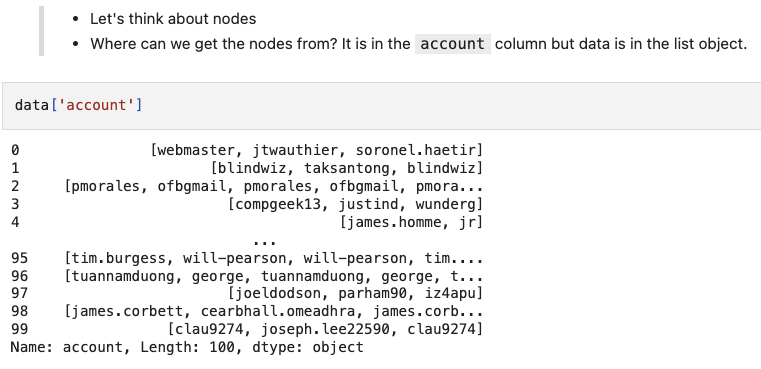 • Let's think about nodes
• Where can we get the nodes from? It is in the account column but data is in the list object.
data['account']
0 [webmaster, jtwauthier, soronel.haetir]
1 [blindwiz, taksantong, blindwiz]
2 [pmorales, ofbgmail, pmorales, ofbgmail, pmora...
3 [compgeek13, justind, wunderg]
4 [james.homme, jr]
...
95 [tim.burgess, will-pearson, will-pearson, tim....
96 [tuannamduong, george, tuannamduong, george, t...
97 [joeldodson, parham90, iz4apu]
98 [james.corbett, cearbhall.omeadhra, james.corb...
99 [clau9274, joseph.lee22590, clau9274]
Name: account, Length: 100, dtype: object